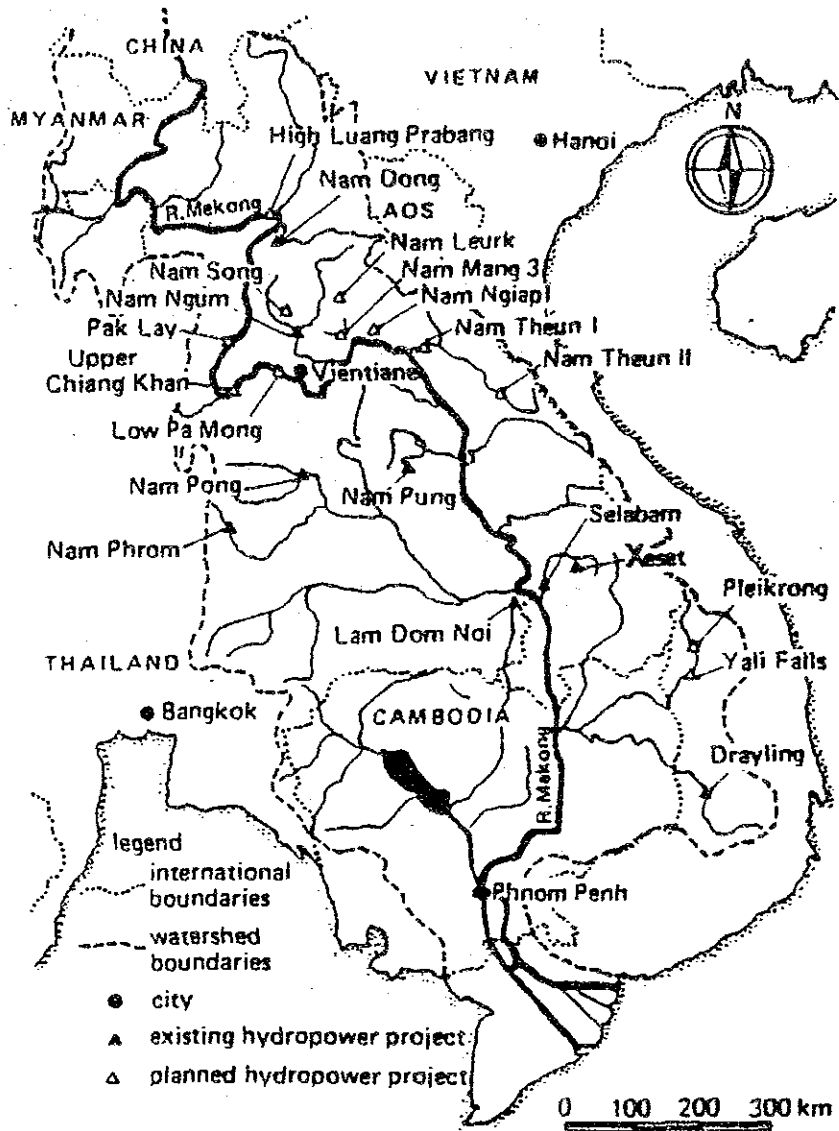 CHINA
VIETNAM
MYANMAR
N
High Luang Prabang
Hanoi
Nam Dong
R. Mekong
LAOS
Nam Leurk
Nam Song
Nam Mang 3
Nam Ngum
Nam Ngiap I
Pak Lay
Nam Theun I
Upper
Chiang Khan
Vientiane
Nam Theun II
Low Pa Mong
Nam Pong
Nam Pung
Selabam
Nam Phrom
Xeset
Pleikrong
Lam Dom Noi
THAILAND
Yali Falls
Bangkok
CAMBODIA
R. Mekong
Drayling
legend
international
boundaries
Phnom Penh
watershed
boundaries
city
existing hydropower project
planned hydropower project
0 100 200 300 km